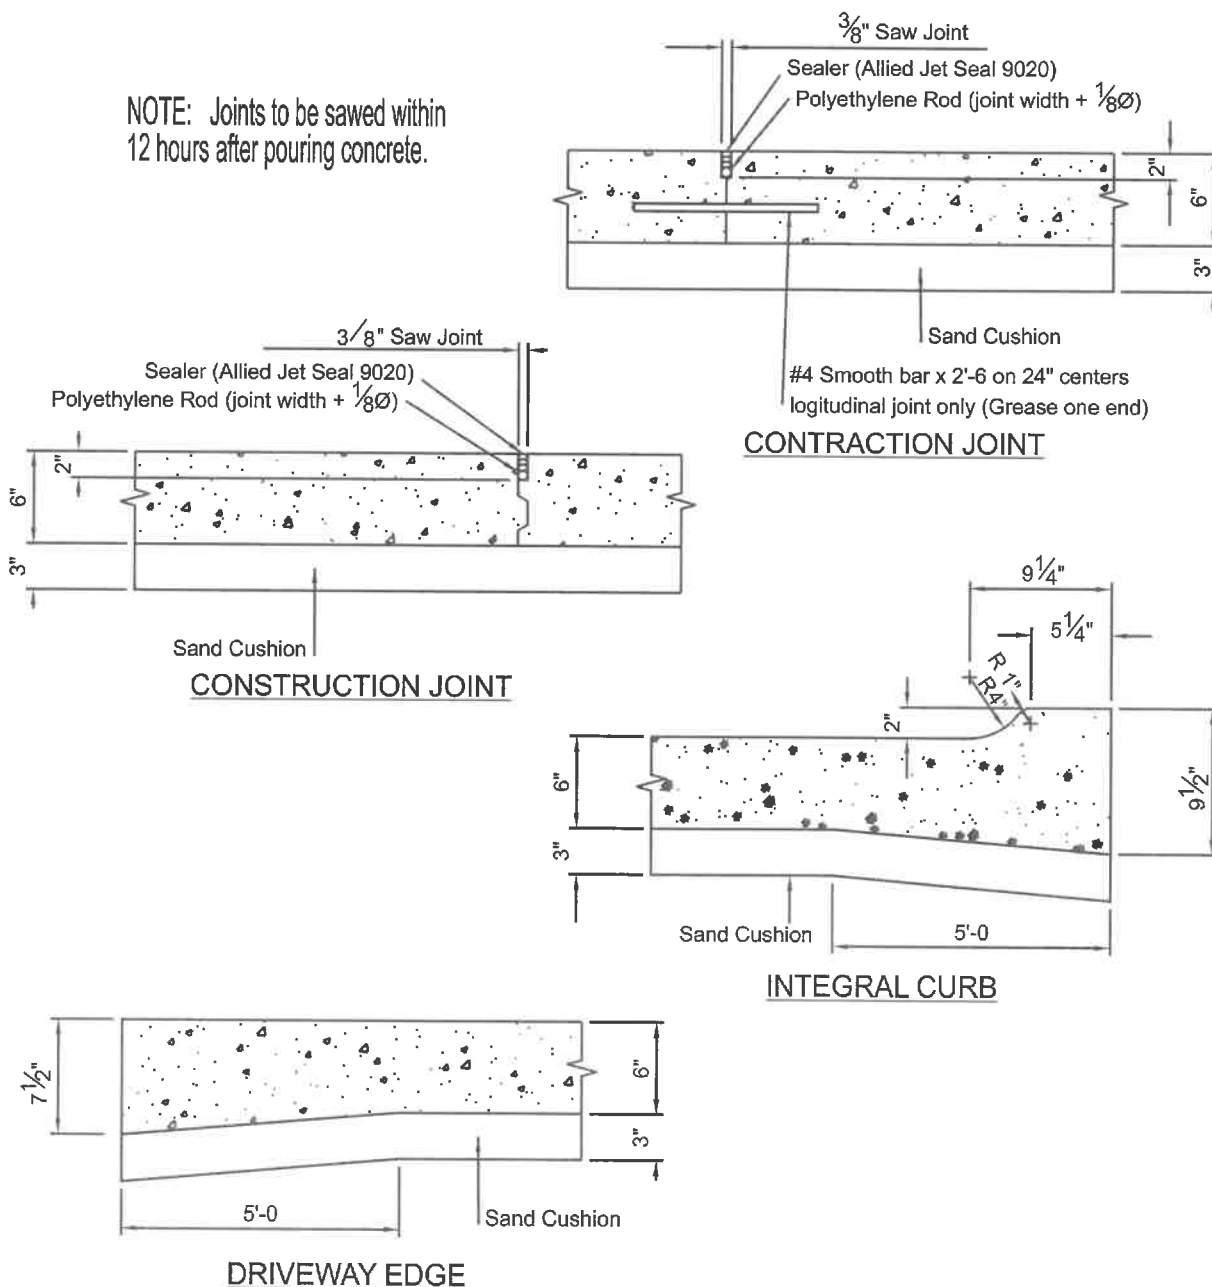 NOTE: Joints to be sawed within
12 hours after pouring concrete.
3/8" Saw Joint
Sealer (Allied Jet Seal 9020)
Polyethylene Rod (joint width + 1/8Ø)
2"
6"
3"
Sand Cushion
#4 Smooth bar x 2'-6 on 24" centers
logitudinal joint only (Grease one end)
CONTRACTION JOINT
3/8" Saw Joint
Sealer (Allied Jet Seal 9020)
Polyethylene Rod (joint width + 1/8Ø)
2"
6"
3"
Sand Cushion
CONSTRUCTION JOINT
9 1/4"
5 1/4"
R 1"
R4"
2"
6"
9 1/2"
3"
Sand Cushion
5'-0
INTEGRAL CURB
7 1/2"
6"
3"
5'-0
Sand Cushion
DRIVEWAY EDGE